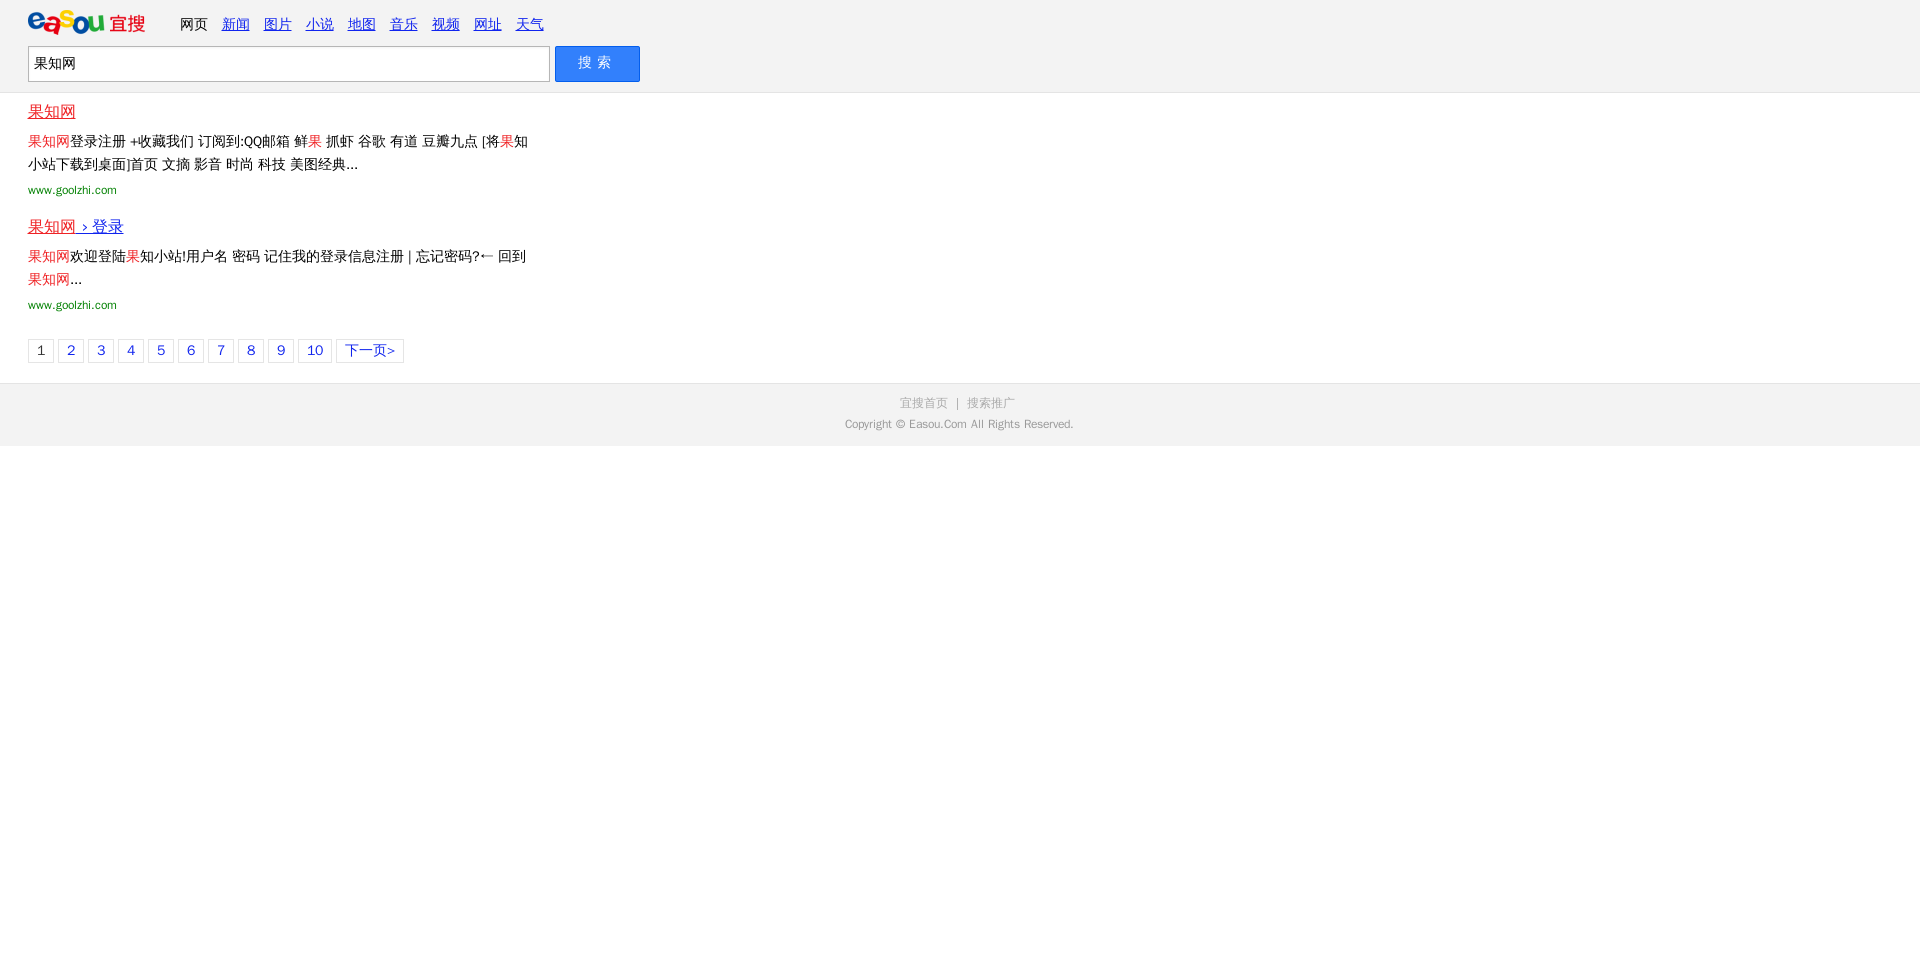 easou 宜搜 网页 新闻 图片 小说 地图 音乐 视频 网址 天气
果知网 搜 索
果知网
果知网登录注册 +收藏我们 订阅到:QQ邮箱 鲜果 抓虾 谷歌 有道 豆瓣九点 [将果知
小站下载到桌面]首页 文摘 影音 时尚 科技 美图经典...
www.goolzhi.com
果知网 › 登录
果知网欢迎登陆果知小站!用户名 密码 记住我的登录信息注册 | 忘记密码?← 回到
果知网...
www.goolzhi.com
1 2 3 4 5 6 7 8 9 10 下一页>
宜搜首页 | 搜索推广
Copyright © Easou.Com All Rights Reserved.